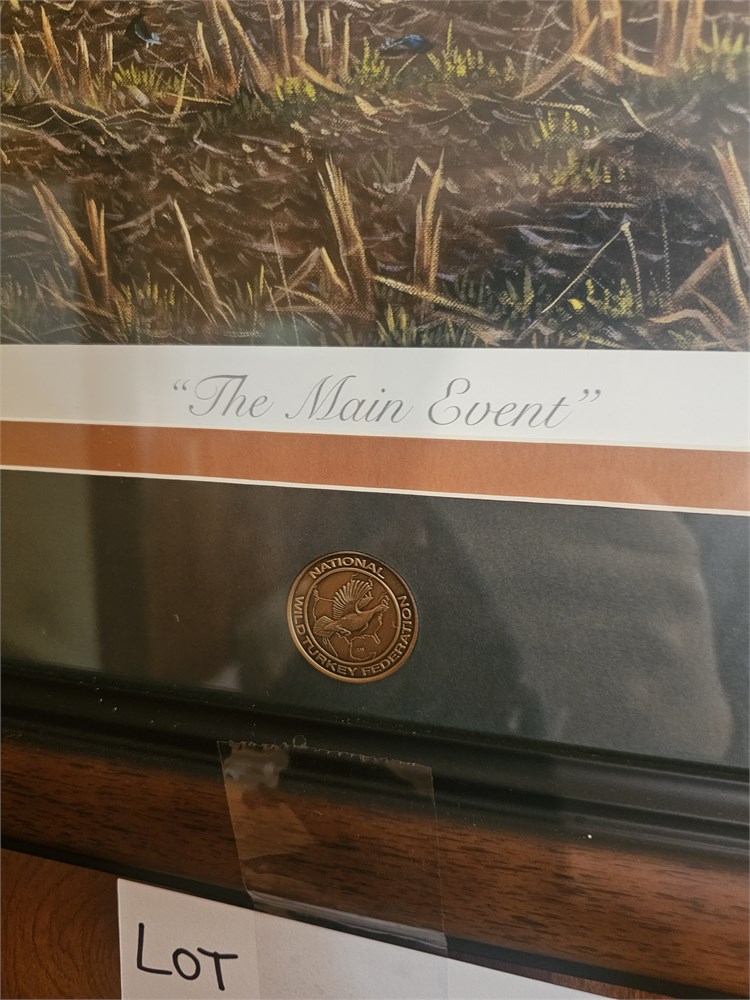 “The Main Event”
NATIONAL
WILD TURKEY FEDERATION
LOT